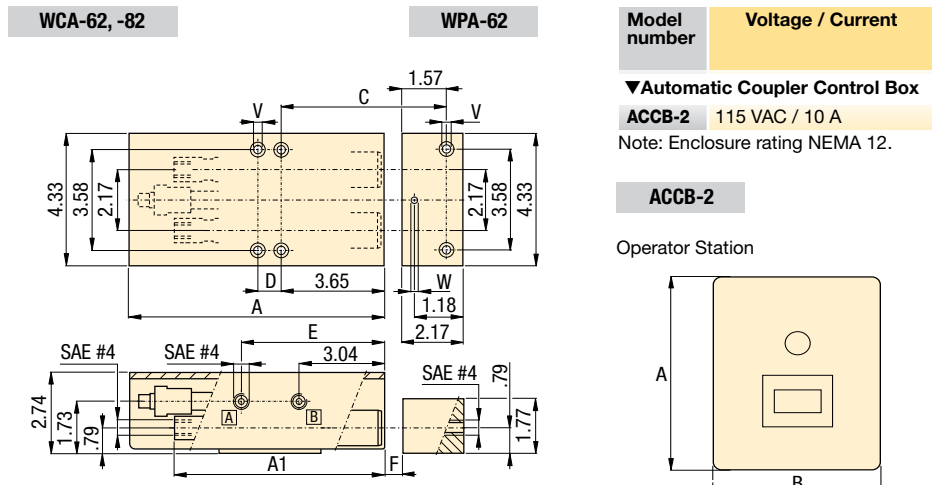 WCA-62, -82
WPA-62
1.57
C
V
V
4.33
3.58
2.17
2.17
3.58
4.33
D
3.65
W
A
1.18
2.17
E
SAE #4
SAE #4
3.04
SAE #4
.79
2.74
1.73
.79
A
B
1.77
A1
F
Model number
Voltage / Current
▼Automatic Coupler Control Box
ACCB-2
115 VAC / 10 A
Note: Enclosure rating NEMA 12.
ACCB-2
Operator Station
A
B